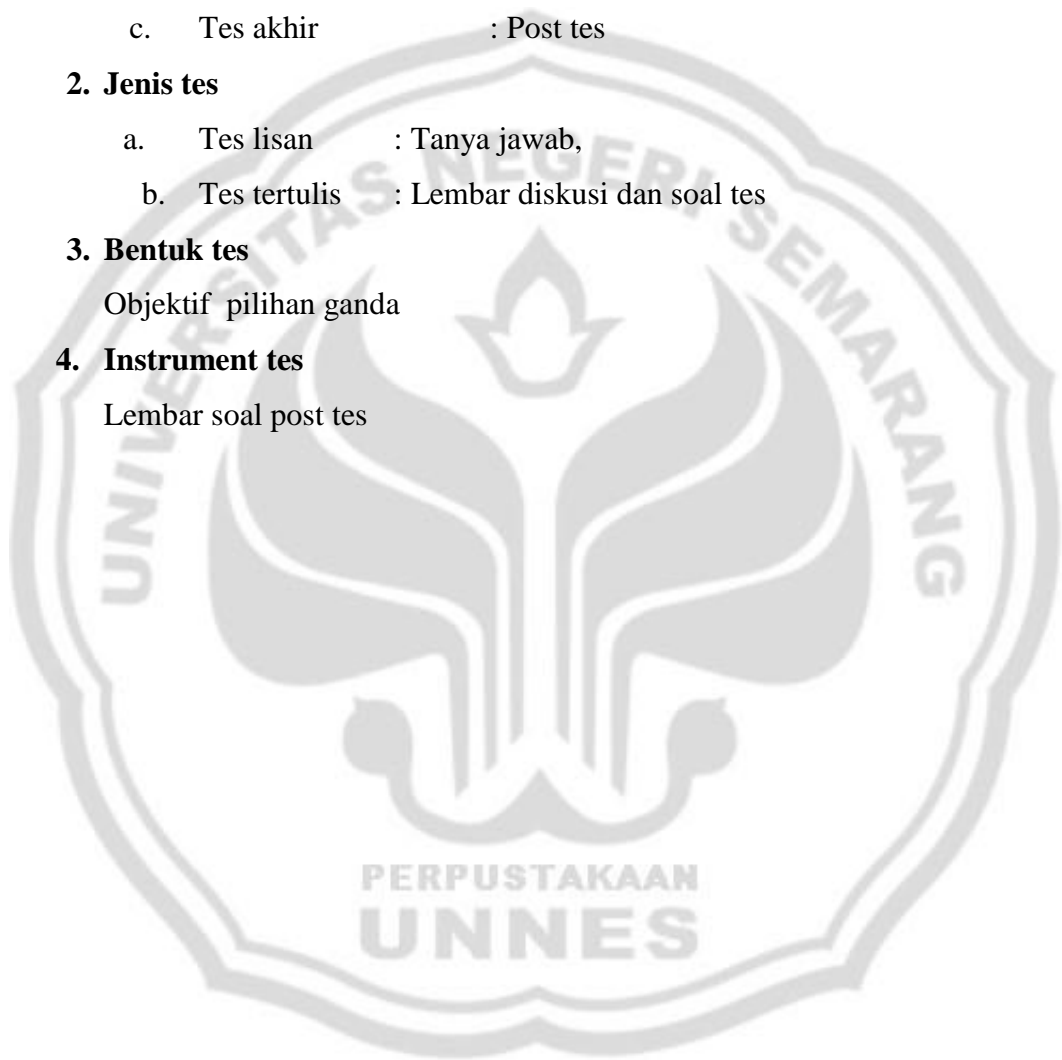 c. Tes akhir : Post tes
2. Jenis tes
a. Tes lisan : Tanya jawab,
b. Tes tertulis : Lembar diskusi dan soal tes
3. Bentuk tes
Objektif pilihan ganda
4. Instrument tes
Lembar soal post tes
UNIVERSITAS NEGERI SEMARANG
PERPUSTAKAAN
UNNES